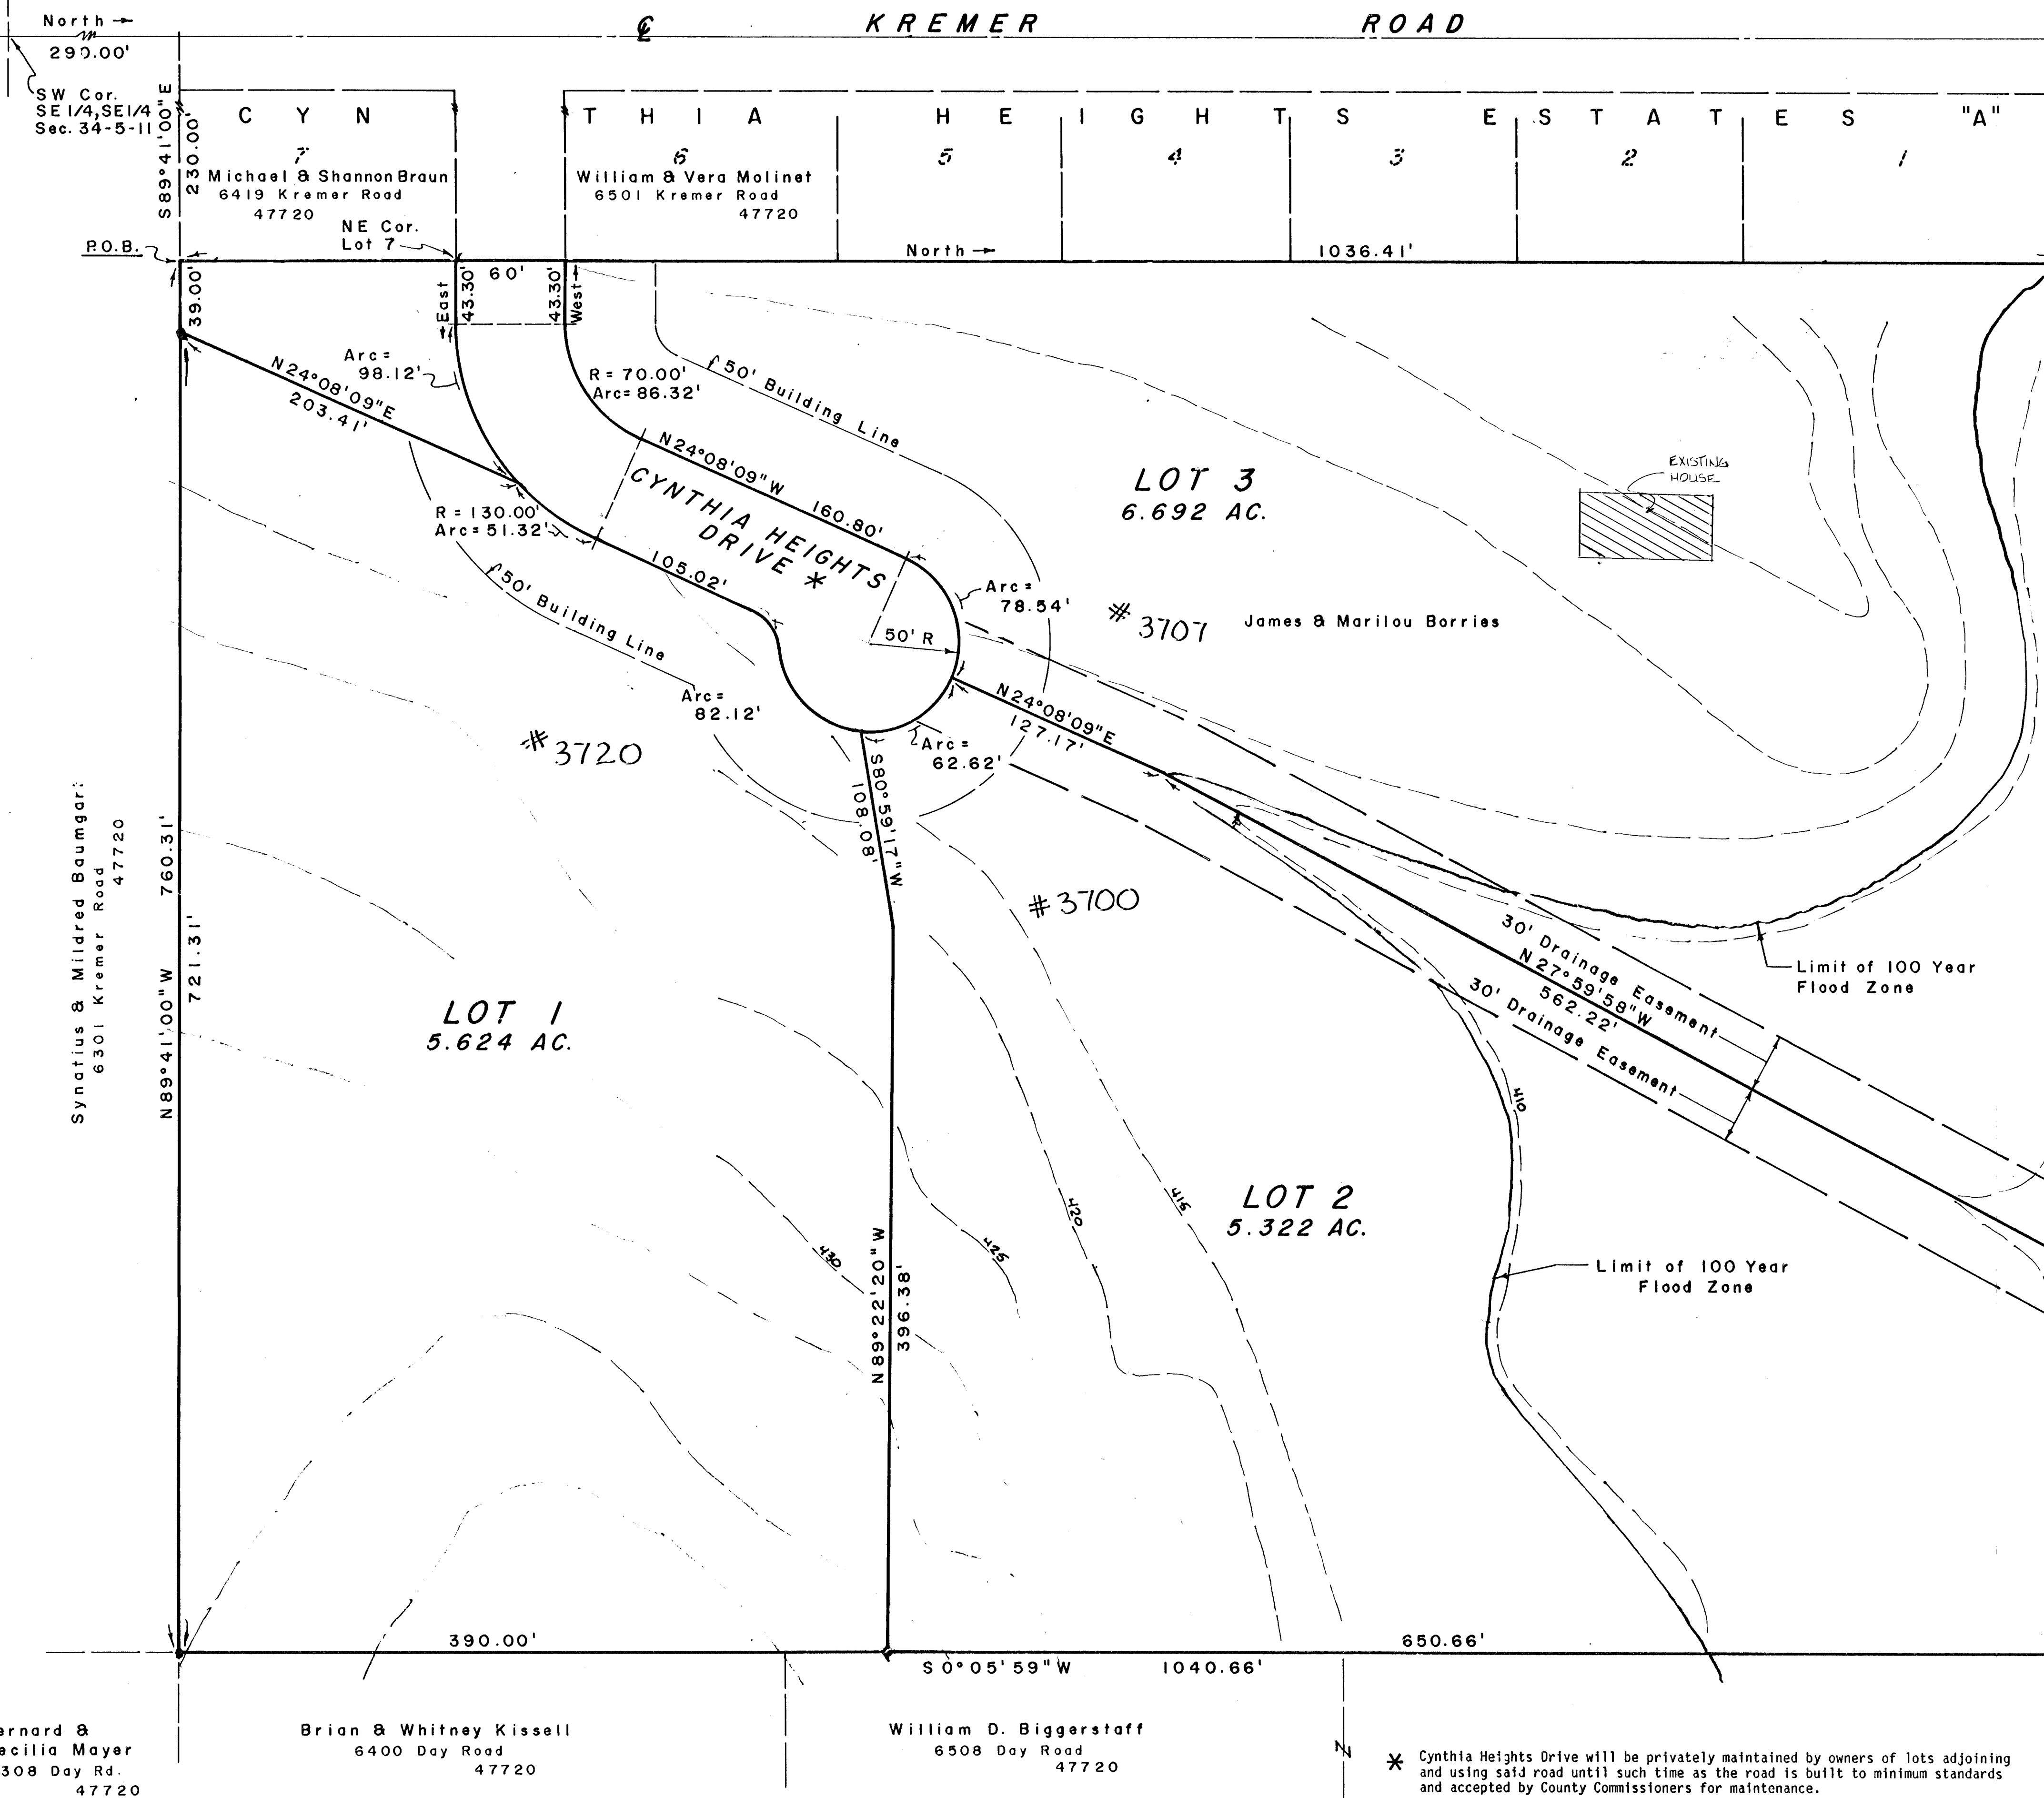 North →
℄ KREMER ROAD
290.00'
SW Cor.
SE 1/4, SE 1/4
Sec. 34-5-11
S89°41'00"E
230.00'
CYNTHIA HEIGHTS ESTATES "A"
7
6
5
4
3
2
1
Michael & Shannon Braun
6419 Kremer Road
47720
William & Vera Molinet
6501 Kremer Road
47720
NE Cor.
Lot 7
P.O.B.
North →
1036.41'
39.00'
East
43.30'
60'
43.30'
West
Arc =
98.12'
N24°08'09"E
203.41'
R = 70.00'
Arc = 86.32'
50' Building Line
N24°08'09"W
160.80'
CYNTHIA HEIGHTS
DRIVE *
R = 130.00'
Arc = 51.32'
105.02'
50' Building Line
LOT 3
6.692 AC.
EXISTING
HOUSE
Arc =
78.54'
50' R
# 3707
James & Marilou Borries
Arc =
82.12'
N24°08'09"E
127.17'
Arc =
62.62'
# 3720
S80°59'17"W
108.08'
# 3700
30' Drainage Easement
N27°59'58"W
562.22'
30' Drainage Easement
Limit of 100 Year
Flood Zone
Synatius & Mildred
6301 Kremer Road
47720
N89°41'00"W
760.31'
721.31'
LOT 1
5.624 AC.
410
LOT 2
5.322 AC.
415
420
425
430
N89°22'20"W
396.38'
Limit of 100 Year
Flood Zone
390.00'
650.66'
S0°05'59"W 1040.66'
ernard &
ecilia Mayer
308 Day Rd.
47720
Brian & Whitney Kissell
6400 Day Road
47720
William D. Biggerstaff
6508 Day Road
47720
* Cynthia Heights Drive will be privately maintained by owners of lots adjoining
and using said road until such time as the road is built to minimum standards
and accepted by County Commissioners for maintenance.